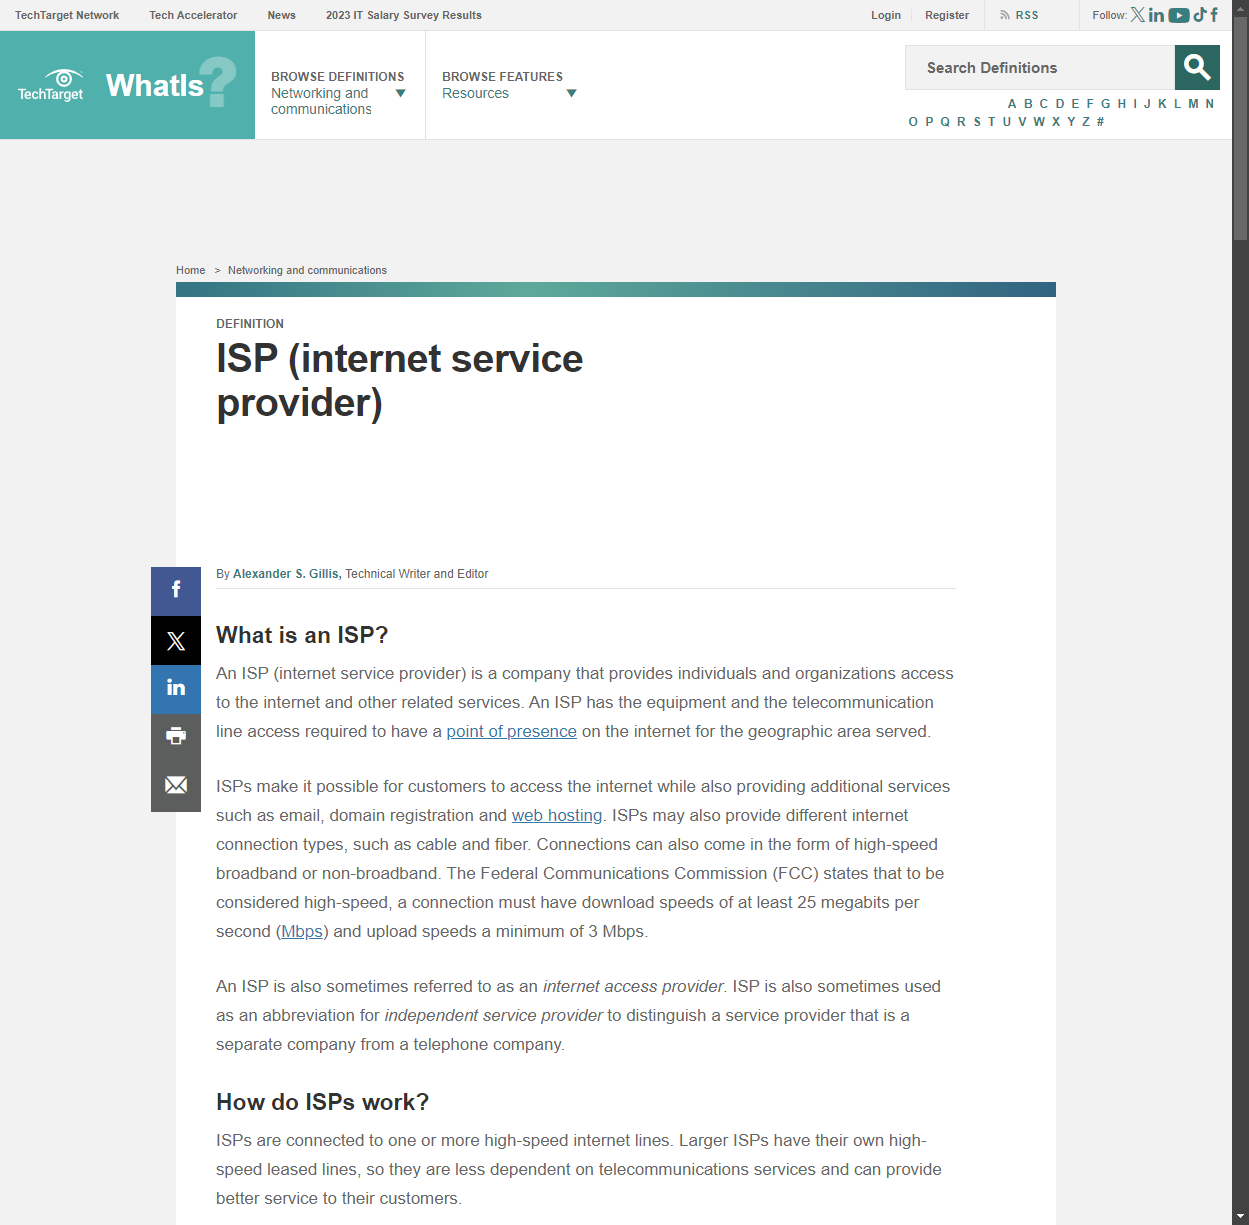 TechTarget Network Tech Accelerator News 2023 IT Salary Survey Results Login Register RSS Follow:
TechTarget WhatIs?
BROWSE DEFINITIONS
Networking and
communications
BROWSE FEATURES
Resources
Search Definitions
A B C D E F G H I J K L M N
O P Q R S T U V W X Y Z #
Home > Networking and communications
DEFINITION
ISP (internet service
provider)
By Alexander S. Gillis, Technical Writer and Editor
What is an ISP?
An ISP (internet service provider) is a company that provides individuals and organizations access
to the internet and other related services. An ISP has the equipment and the telecommunication
line access required to have a point of presence on the internet for the geographic area served.
ISPs make it possible for customers to access the internet while also providing additional services
such as email, domain registration and web hosting. ISPs may also provide different internet
connection types, such as cable and fiber. Connections can also come in the form of high-speed
broadband or non-broadband. The Federal Communications Commission (FCC) states that to be
considered high-speed, a connection must have download speeds of at least 25 megabits per
second (Mbps) and upload speeds a minimum of 3 Mbps.
An ISP is also sometimes referred to as an internet access provider. ISP is also sometimes used
as an abbreviation for independent service provider to distinguish a service provider that is a
separate company from a telephone company.
How do ISPs work?
ISPs are connected to one or more high-speed internet lines. Larger ISPs have their own high-
speed leased lines, so they are less dependent on telecommunications services and can provide
better service to their customers.